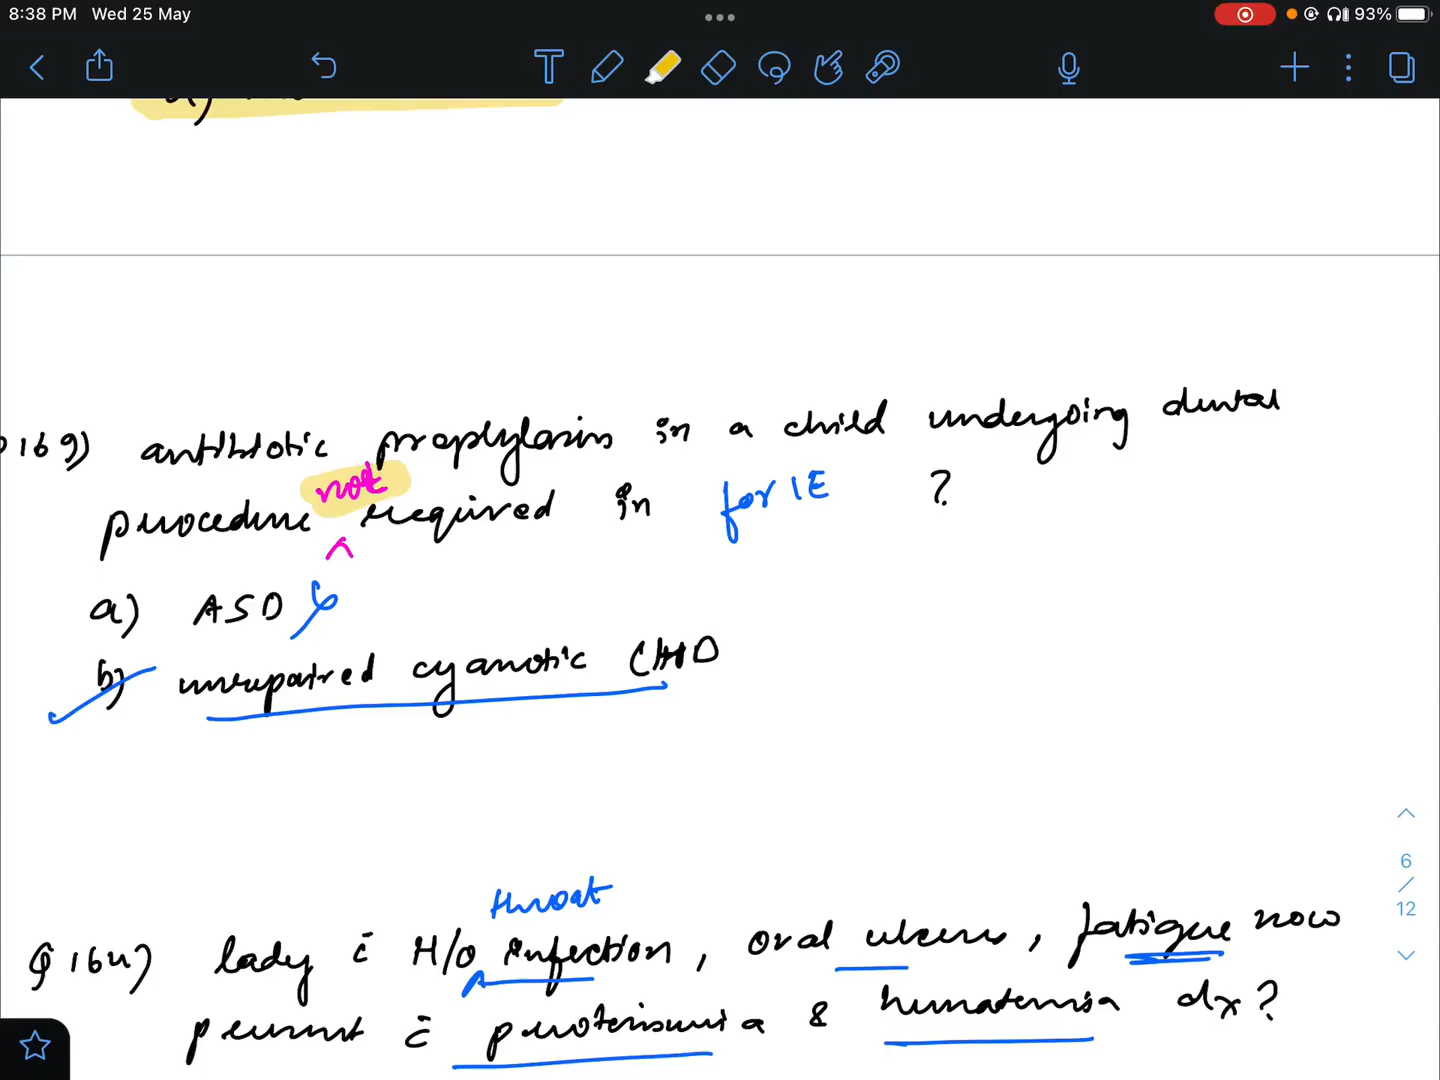 8:38 PM Wed 25 May
93%
169) antibiotic prophylaxis in a child undergoing dental
not
procedure ^ required in for IE ?
a) ASD
b) unrepaired cyanotic CHD
6
/
12
throat
Q 164) lady c̄ H/o infection, oral ulcers, fatigue now
present c̄ proteinuria & hematemisa dx?